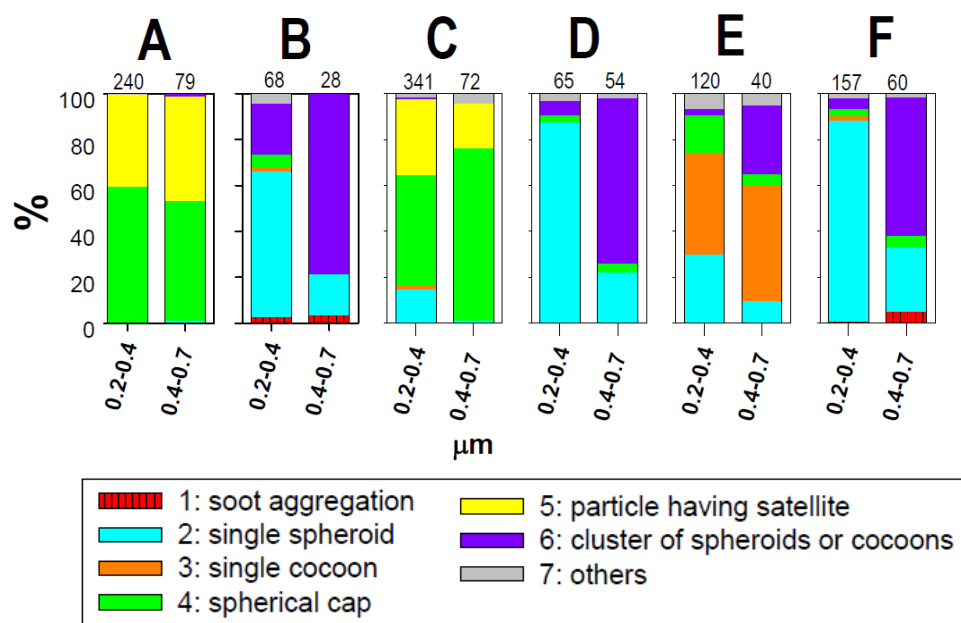 A B C D E F
240 79 68 28 341 72 65 54 120 40 157 60
100
80
60
40
20
0
%
0.2-0.4 0.4-0.7 0.2-0.4 0.4-0.7 0.2-0.4 0.4-0.7 0.2-0.4 0.4-0.7 0.2-0.4 0.4-0.7 0.2-0.4 0.4-0.7
μm
1: soot aggregation
2: single spheroid
3: single cocoon
4: spherical cap
5: particle having satellite
6: cluster of spheroids or cocoons
7: others